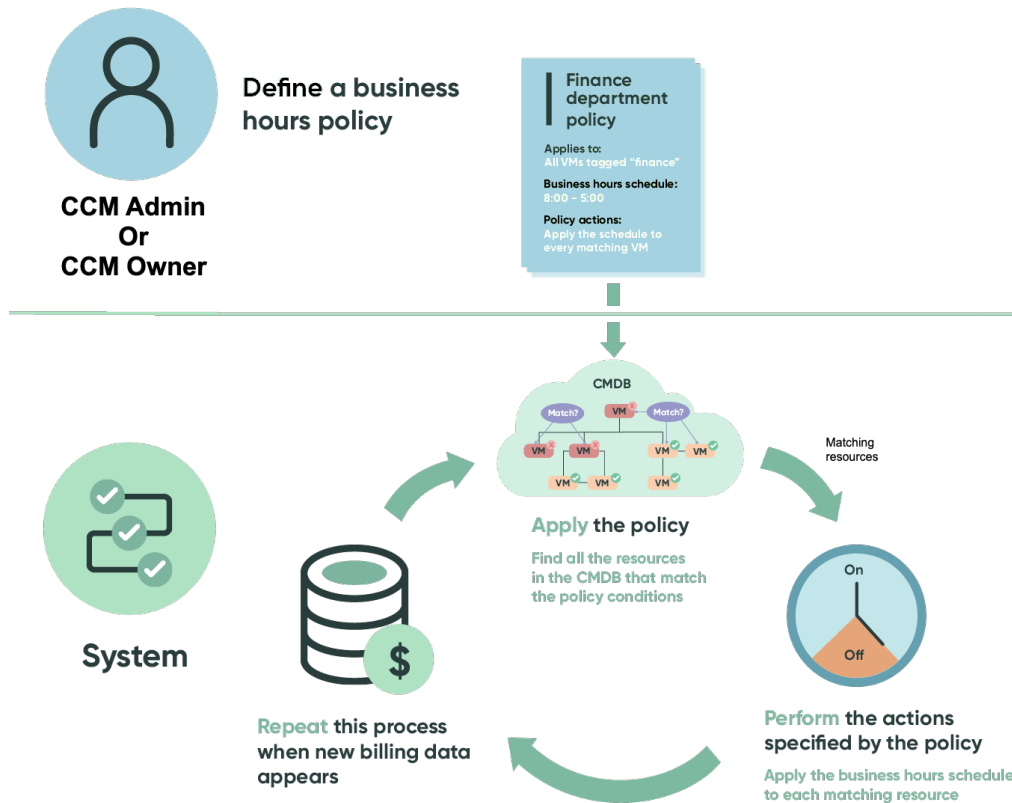 Define a business
hours policy
CCM Admin
Or
CCM Owner
Finance
department
policy
Applies to:
All VMs tagged "finance"
Business hours schedule:
8:00 - 5:00
Policy actions:
Apply the schedule to
every matching VM
CMDB
Match?
VM
Match?
VM
VM
VM
VM
VM
VM
VM
Matching
resources
Apply the policy
Find all the resources
in the CMDB that match
the policy conditions
On
Off
System
$
Repeat this process
when new billing data
appears
Perform the actions
specified by the policy
Apply the business hours schedule
to each matching resource